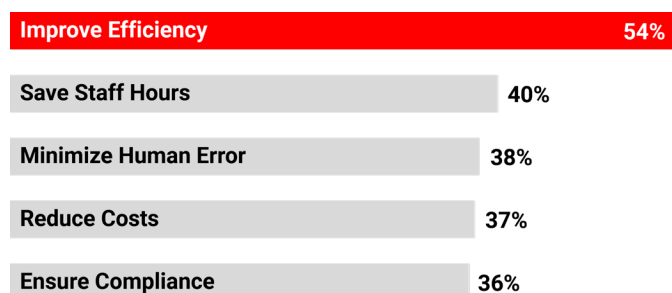 Improve Efficiency 54%
Save Staff Hours 40%
Minimize Human Error 38%
Reduce Costs 37%
Ensure Compliance 36%